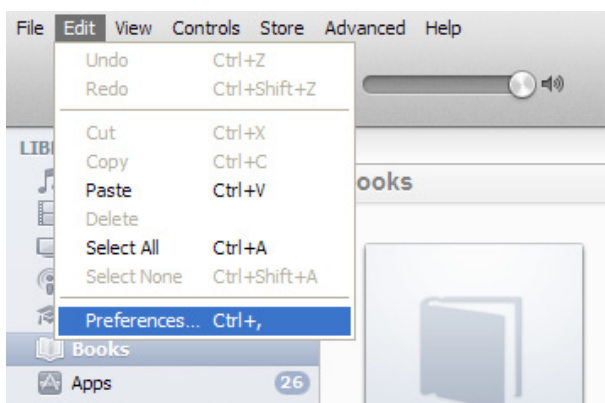 File Edit View Controls Store Advanced Help
Undo Ctrl+Z
Redo Ctrl+Shift+Z
Cut Ctrl+X
Copy Ctrl+C
Paste Ctrl+V
Delete
Select All Ctrl+A
Select None Ctrl+Shift+A
Preferences... Ctrl+,
LIB
ooks
Books
Apps 26